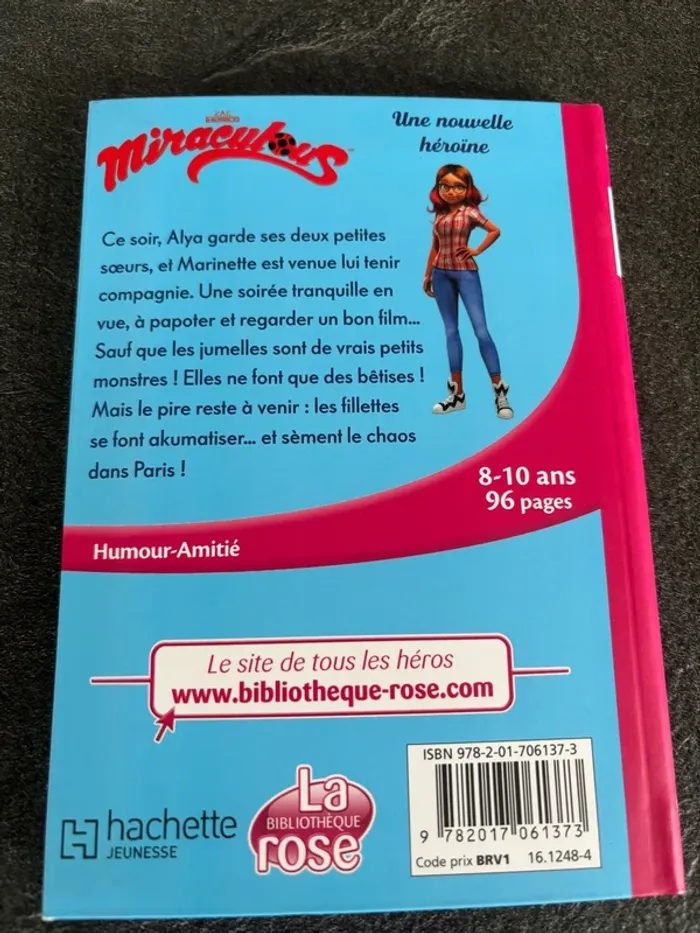 Miraculous
Une nouvelle
héroïne
Ce soir, Alya garde ses deux petites
sœurs, et Marinette est venue lui tenir
compagnie. Une soirée tranquille en
vue, à papoter et regarder un bon film...
Sauf que les jumelles sont de vrais petits
monstres ! Elles ne font que des bêtises !
Mais le pire reste à venir : les fillettes
se font akumatiser... et sèment le chaos
dans Paris !
8-10 ans
96 pages
Humour-Amitié
Le site de tous les héros
www.bibliotheque-rose.com
ISBN 978-2-01-706137-3
9 782017 061373
Code prix BRV1 16.1248-4
hachette
JEUNESSE
La
BIBLIOTHÈQUE
rose